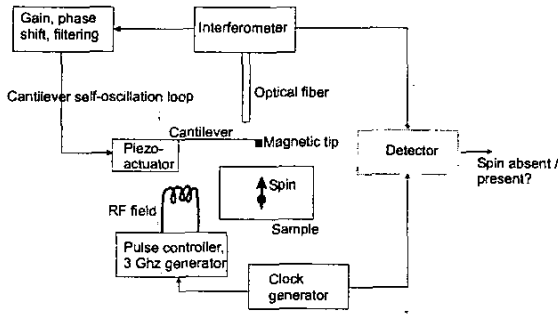 Gain, phase
shift, filtering
Interferometer
Cantilever self-oscillation loop
Optical fiber
Cantilever
Magnetic tip
Piezo-
actuator
Detector
Spin absent /
present?
Spin
RF field
Sample
Pulse controller,
3 Ghz generator
Clock
generator